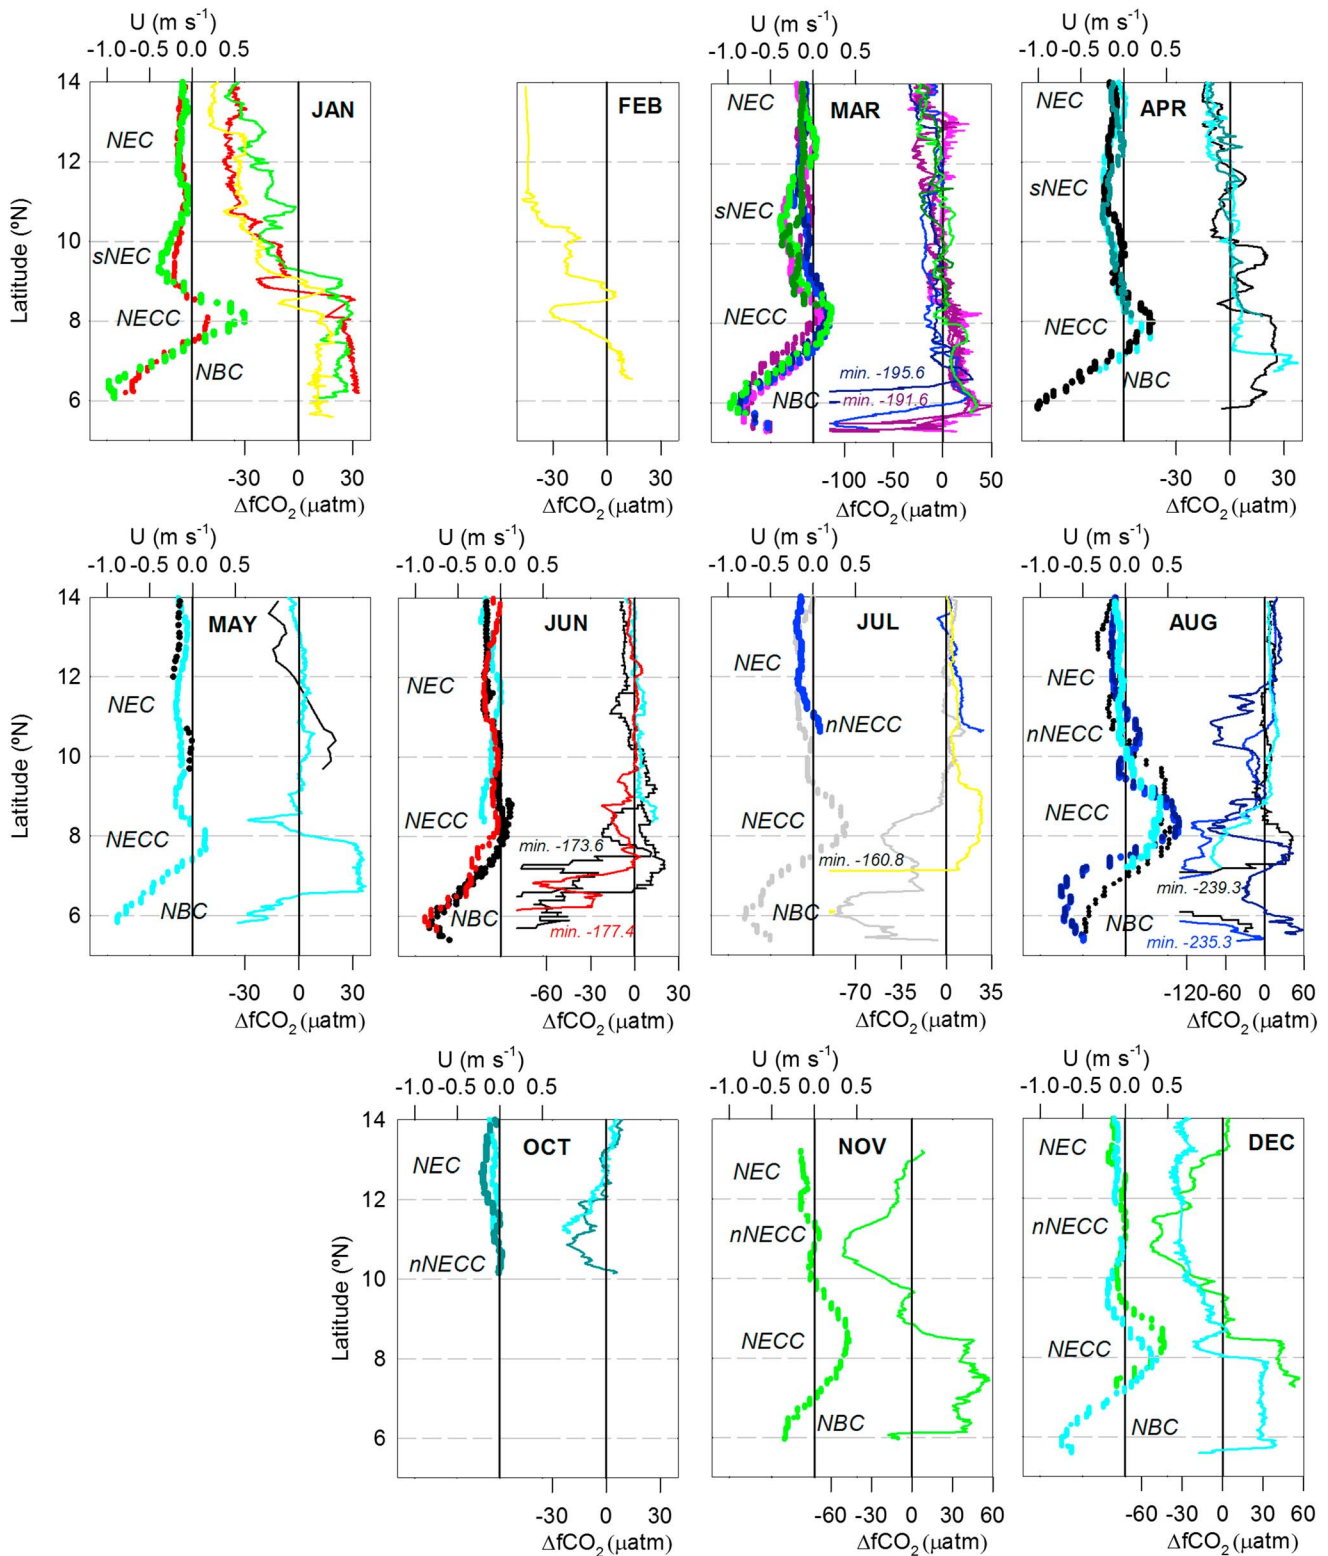 U (m s⁻¹)
-1.0 -0.5 0.0 0.5
14
12
10
8
6
Latitude (ºN)
JAN
NEC
sNEC
NECC
NBC
-30 0 30
ΔfCO₂ (µatm)
FEB
-30 0 30
ΔfCO₂ (µatm)
U (m s⁻¹)
-1.0 -0.5 0.0 0.5
MAR
NEC
sNEC
NECC
min. -195.6
NBC
min. -191.6
-100 0 50
ΔfCO₂ (µatm)
U (m s⁻¹)
-1.0 -0.5 0.0 0.5
APR
NEC
sNEC
NECC
NBC
-30 0 30
ΔfCO₂ (µatm)
U (m s⁻¹)
-1.0 -0.5 0.0 0.5
14
12
10
8
6
Latitude (ºN)
MAY
NEC
NECC
NBC
-30 0 30
ΔfCO₂ (µatm)
U (m s⁻¹)
-1.0 -0.5 0.0 0.5
JUN
NEC
NECC
min. -173.6
NBC
min. -177.4
-60 -30 0 30
ΔfCO₂ (µatm)
U (m s⁻¹)
-1.0 -0.5 0.0 0.5
JUL
NEC
nNECC
NECC
min. -160.8
NBC
-70 -35 0 35
ΔfCO₂ (µatm)
U (m s⁻¹)
-1.0 -0.5 0.0 0.5
AUG
NEC
nNECC
NECC
min. -239.3
NBC
min. -235.3
-120 -60 0 60
ΔfCO₂ (µatm)
U (m s⁻¹)
-1.0 -0.5 0.0 0.5
14
12
10
8
6
Latitude (ºN)
OCT
NEC
nNECC
-30 0 30
ΔfCO₂ (µatm)
U (m s⁻¹)
-1.0 -0.5 0.0 0.5
NOV
NEC
nNECC
NECC
NBC
-60 -30 0 30 60
ΔfCO₂ (µatm)
U (m s⁻¹)
-1.0 -0.5 0.0 0.5
DEC
NEC
nNECC
NECC
NBC
-60 -30 0 30 60
ΔfCO₂ (µatm)